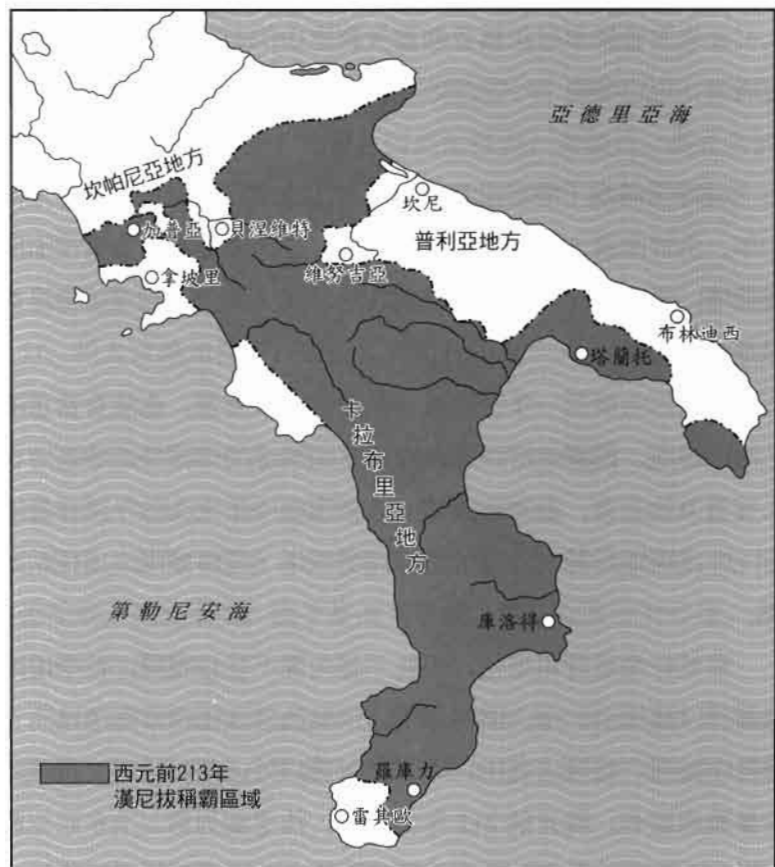 亞德里亞海
坎帕尼亞地方
坎尼
加普亞
貝涅維特
普利亞地方
維努吉亞
拿坡里
布林迪西
塔蘭托
卡拉布里亞地方
第勒尼安海
庫洛得
西元前213年
漢尼拔稱霸區域
羅庫力
雷其歐